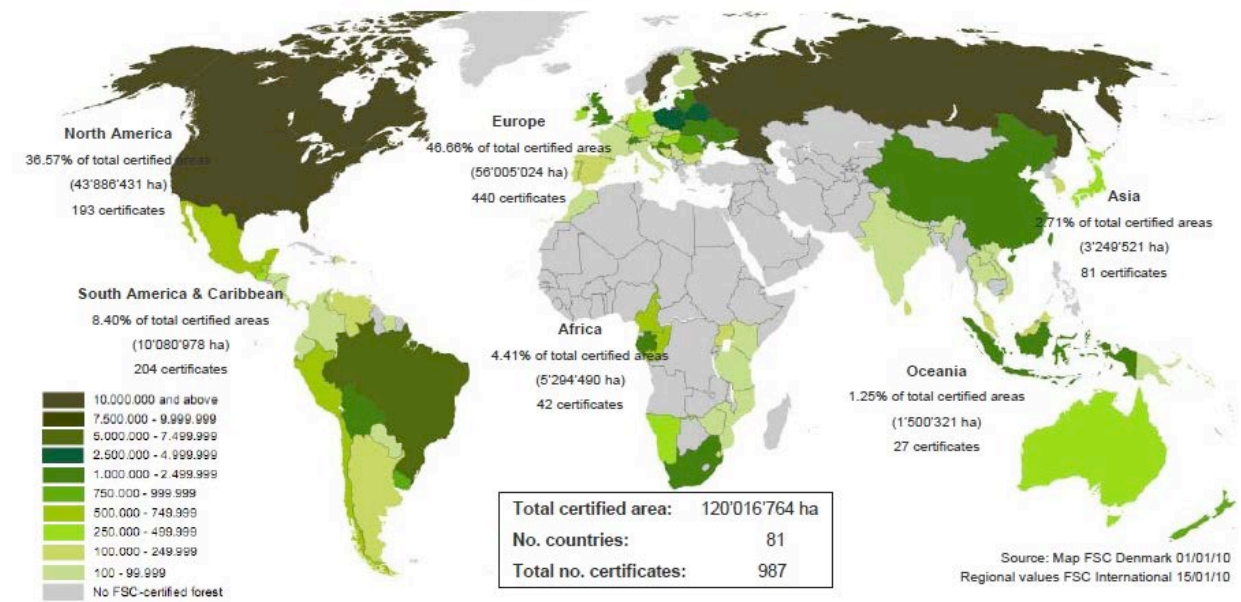 North America
36.57% of total certified areas
(43'886'431 ha)
193 certificates
Europe
46.66% of total certified areas
(56'005'024 ha)
440 certificates
Asia
2.71% of total certified areas
(3'249'521 ha)
81 certificates
South America & Caribbean
8.40% of total certified areas
(10'080'978 ha)
204 certificates
Africa
4.41% of total certified areas
(5'294'490 ha)
42 certificates
Oceania
1.25% of total certified areas
(1'500'321 ha)
27 certificates
10.000.000 and above
7.500.000 - 9.999.999
5.000.000 - 7.499.999
2.500.000 - 4.999.999
1.000.000 - 2.499.999
750.000 - 999.999
500.000 - 749.999
250.000 - 499.999
100.000 - 249.999
100 - 99.999
No FSC-certified forest
Total certified area: 120'016'764 ha
No. countries: 81
Total no. certificates: 987
Source: Map FSC Denmark 01/01/10
Regional values FSC International 15/01/10